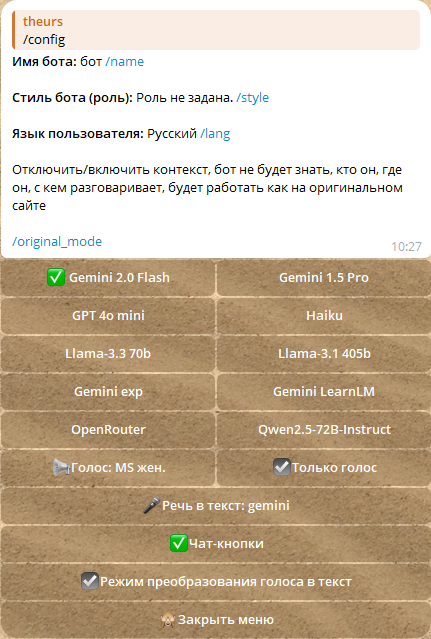 theurs
/config
Имя бота: бот /name
Стиль бота (роль): Роль не задана. /style
Язык пользователя: Русский /lang
Отключить/включить контекст, бот не будет знать, кто он, где
он, с кем разговаривает, будет работать как на оригинальном
сайте
/original_mode
10:27
Gemini 2.0 Flash
Gemini 1.5 Pro
GPT 4o mini
Haiku
Llama-3.3 70b
Llama-3.1 405b
Gemini exp
Gemini LearnLM
OpenRouter
Qwen2.5-72B-Instruct
Голос: MS жен.
Только голос
Речь в текст: gemini
Чат-кнопки
Режим преобразования голоса в текст
Закрыть меню